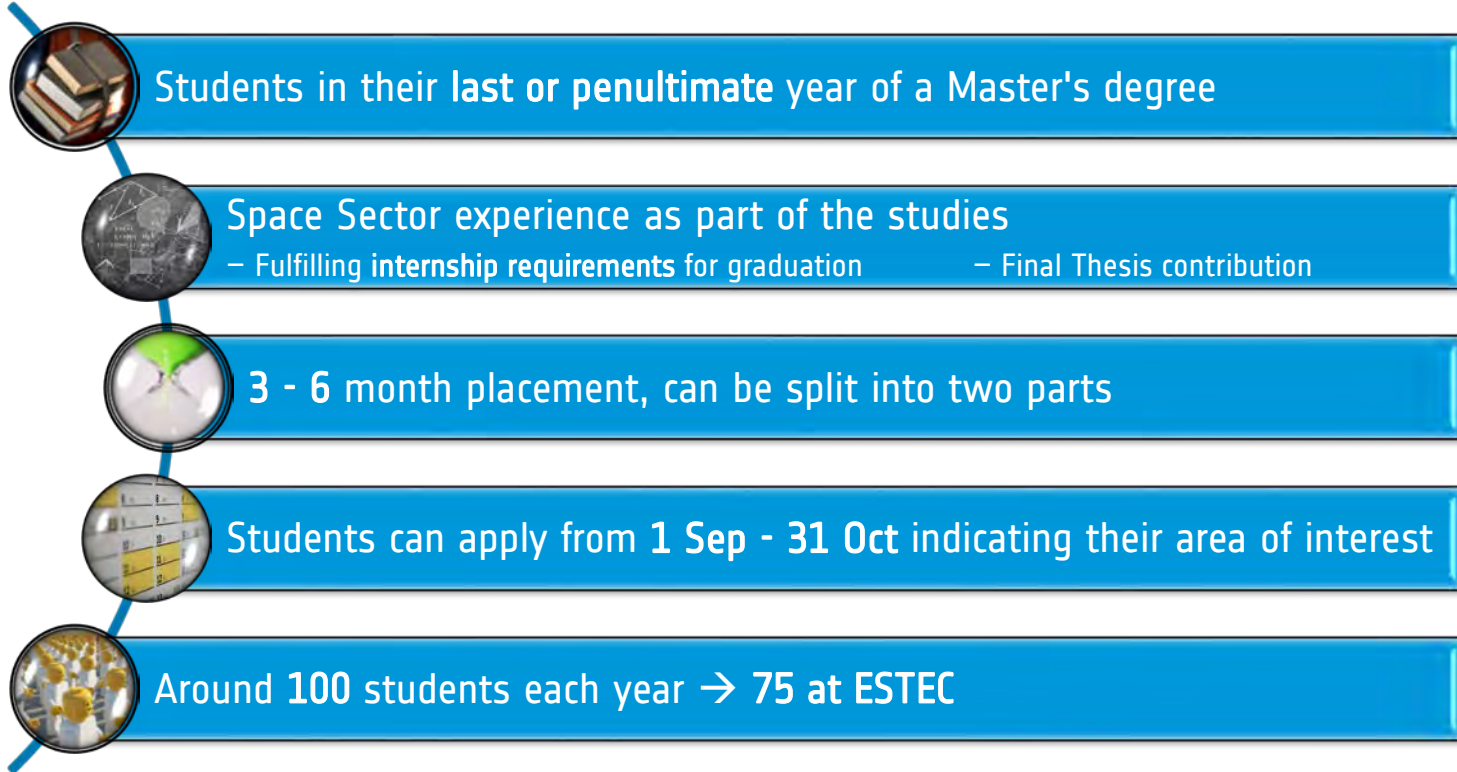 Students in their last or penultimate year of a Master's degree
Space Sector experience as part of the studies
– Fulfilling internship requirements for graduation – Final Thesis contribution
3 - 6 month placement, can be split into two parts
Students can apply from 1 Sep - 31 Oct indicating their area of interest
Around 100 students each year → 75 at ESTEC